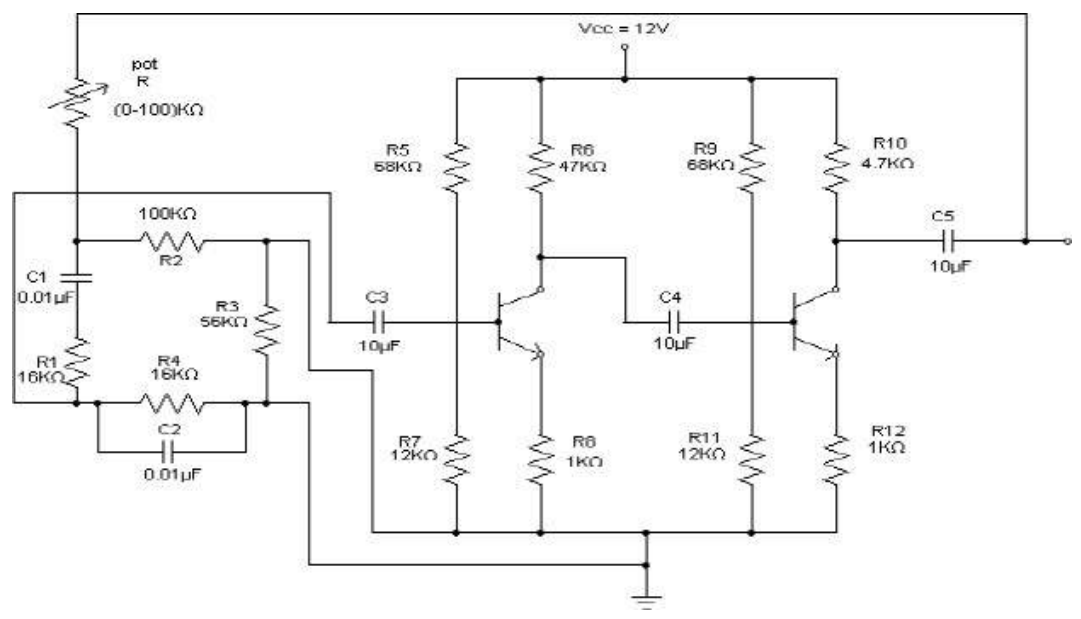 Vcc = 12V
pot
R
(0-100)KΩ
R5
68KΩ
R6
47KΩ
R9
68KΩ
R10
4.7KΩ
100KΩ
R2
C1
0.01µF
R3
56KΩ
C3
10µF
C4
10µF
C5
10µF
R1
16KΩ
R4
16KΩ
C2
0.01µF
R7
12KΩ
R8
1KΩ
R11
12KΩ
R12
1KΩ